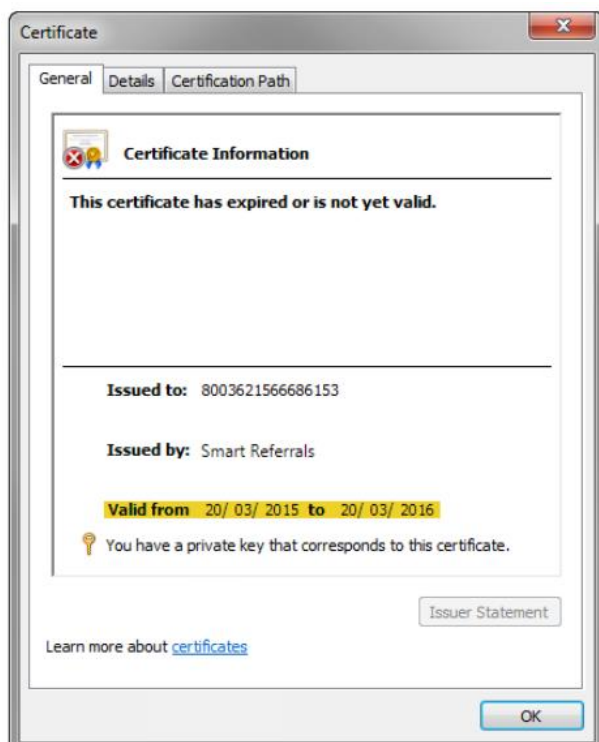 Certificate
General
Details
Certification Path
Certificate Information
This certificate has expired or is not yet valid.
Issued to: 8003621566686153
Issued by: Smart Referrals
Valid from 20/ 03/ 2015 to 20/ 03/ 2016
You have a private key that corresponds to this certificate.
Issuer Statement
Learn more about certificates
OK